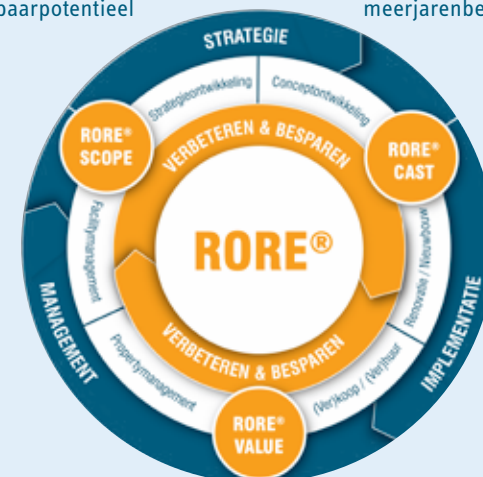 baarpotentieel
meerjarenbe
STRATEGIE
Strategieontwikkeling
Conceptontwikkeling
VERBETEREN & BESPAREN
RORE®
SCOPE
RORE®
CAST
RORE®
Facilitymanagement
Renovatie / Nieuwbouw
MANAGEMENT
IMPLEMENTATIE
VERBETEREN & BESPAREN
Propertymanagement
(Ver)koop / (Ver)huur
RORE®
VALUE